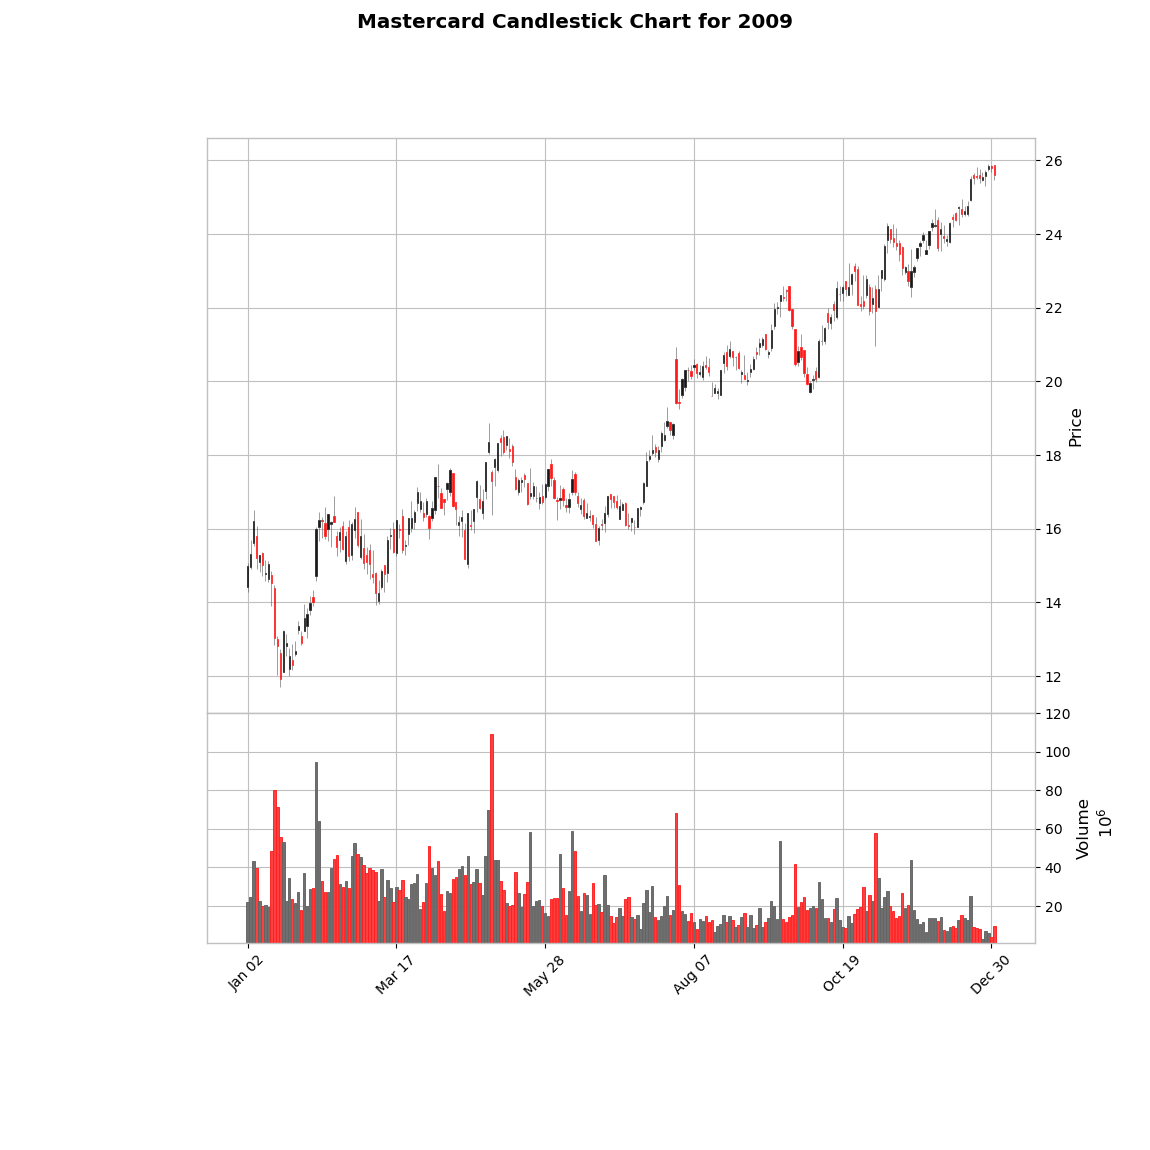 Mastercard Candlestick Chart for 2009
26
24
22
20
18
16
14
12
Price
120
100
80
60
40
20
Volume
10⁶
Jan 02
Mar 17
May 28
Aug 07
Oct 19
Dec 30